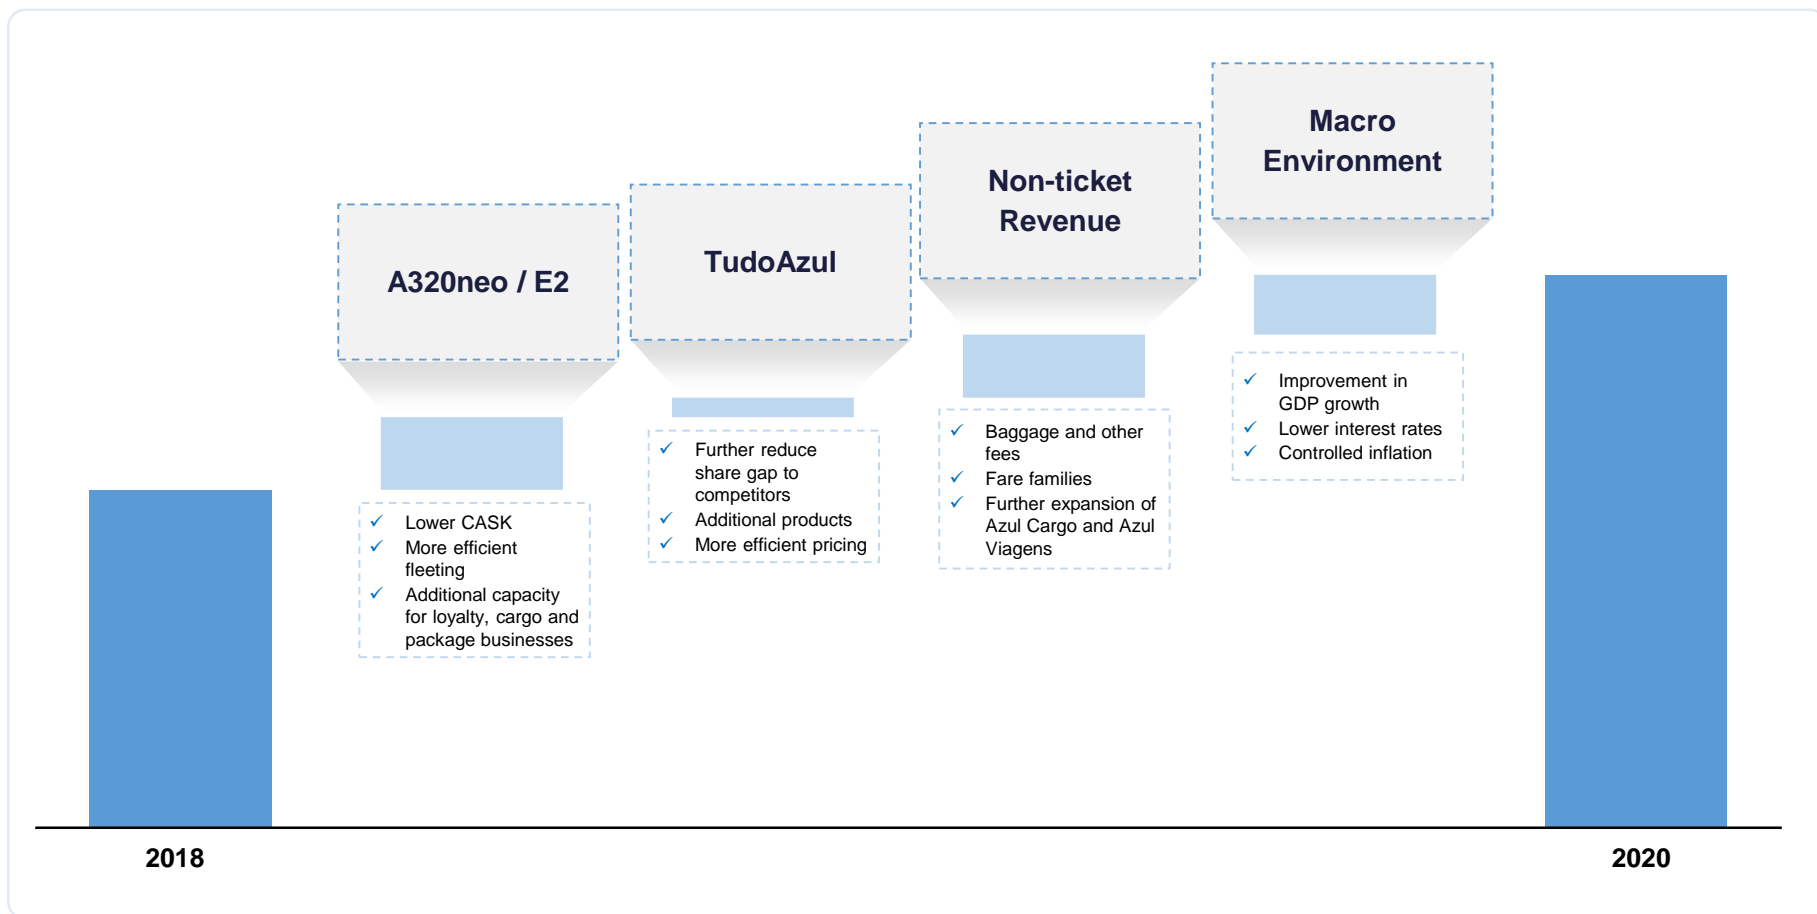 A320neo / E2
✓ Lower CASK
✓ More efficient
fleeting
✓ Additional capacity
for loyalty, cargo and
package businesses
TudoAzul
✓ Further reduce
share gap to
competitors
✓ Additional products
✓ More efficient pricing
Non-ticket
Revenue
✓ Baggage and other
fees
✓ Fare families
✓ Further expansion of
Azul Cargo and Azul
Viagens
Macro
Environment
✓ Improvement in
GDP growth
✓ Lower interest rates
✓ Controlled inflation
2018
2020